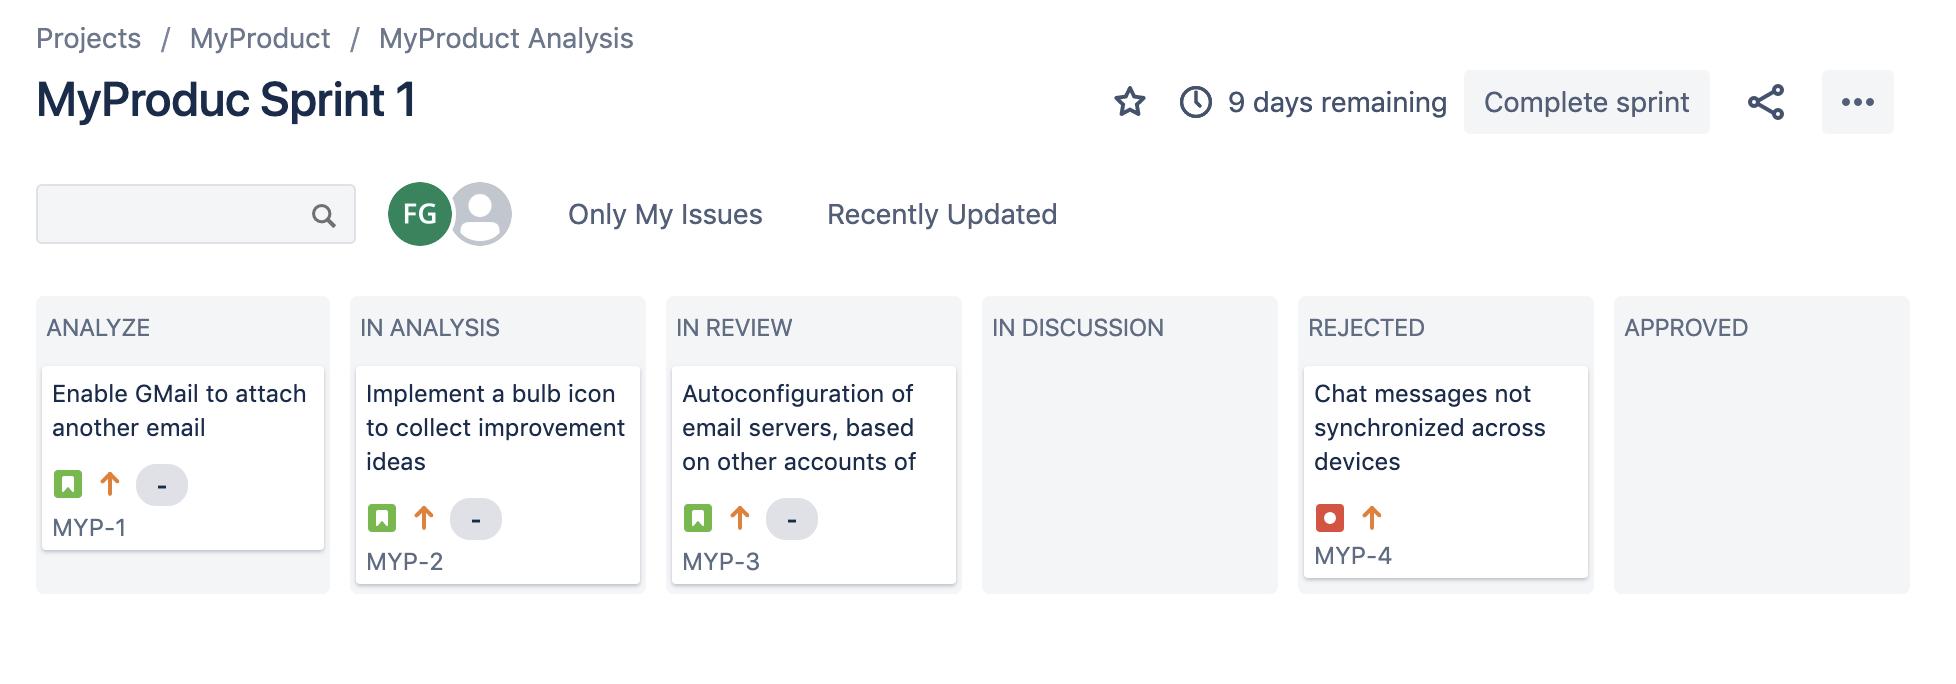 Projects / MyProduct / MyProduct Analysis
MyProduc Sprint 1
9 days remaining
Complete sprint
FG
Only My Issues
Recently Updated
ANALYZE
Enable GMail to attach
another email
-
MYP-1
IN ANALYSIS
Implement a bulb icon
to collect improvement
ideas
-
MYP-2
IN REVIEW
Autoconfiguration of
email servers, based
on other accounts of
-
MYP-3
IN DISCUSSION
REJECTED
Chat messages not
synchronized across
devices
MYP-4
APPROVED